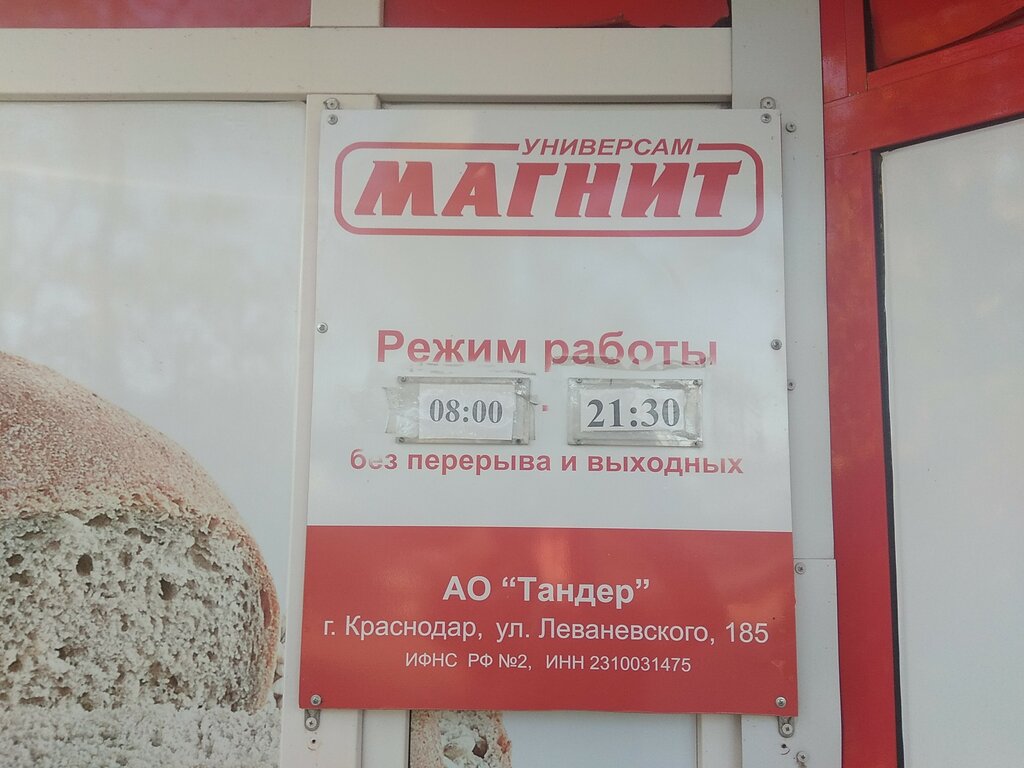 УНИВЕРСАМ
МАГНИТ
Режим работы
08:00 21:30
без перерыва и выходных
АО “Тандер”
г. Краснодар, ул. Леваневского, 185
ИФНС РФ №2, ИНН 2310031475